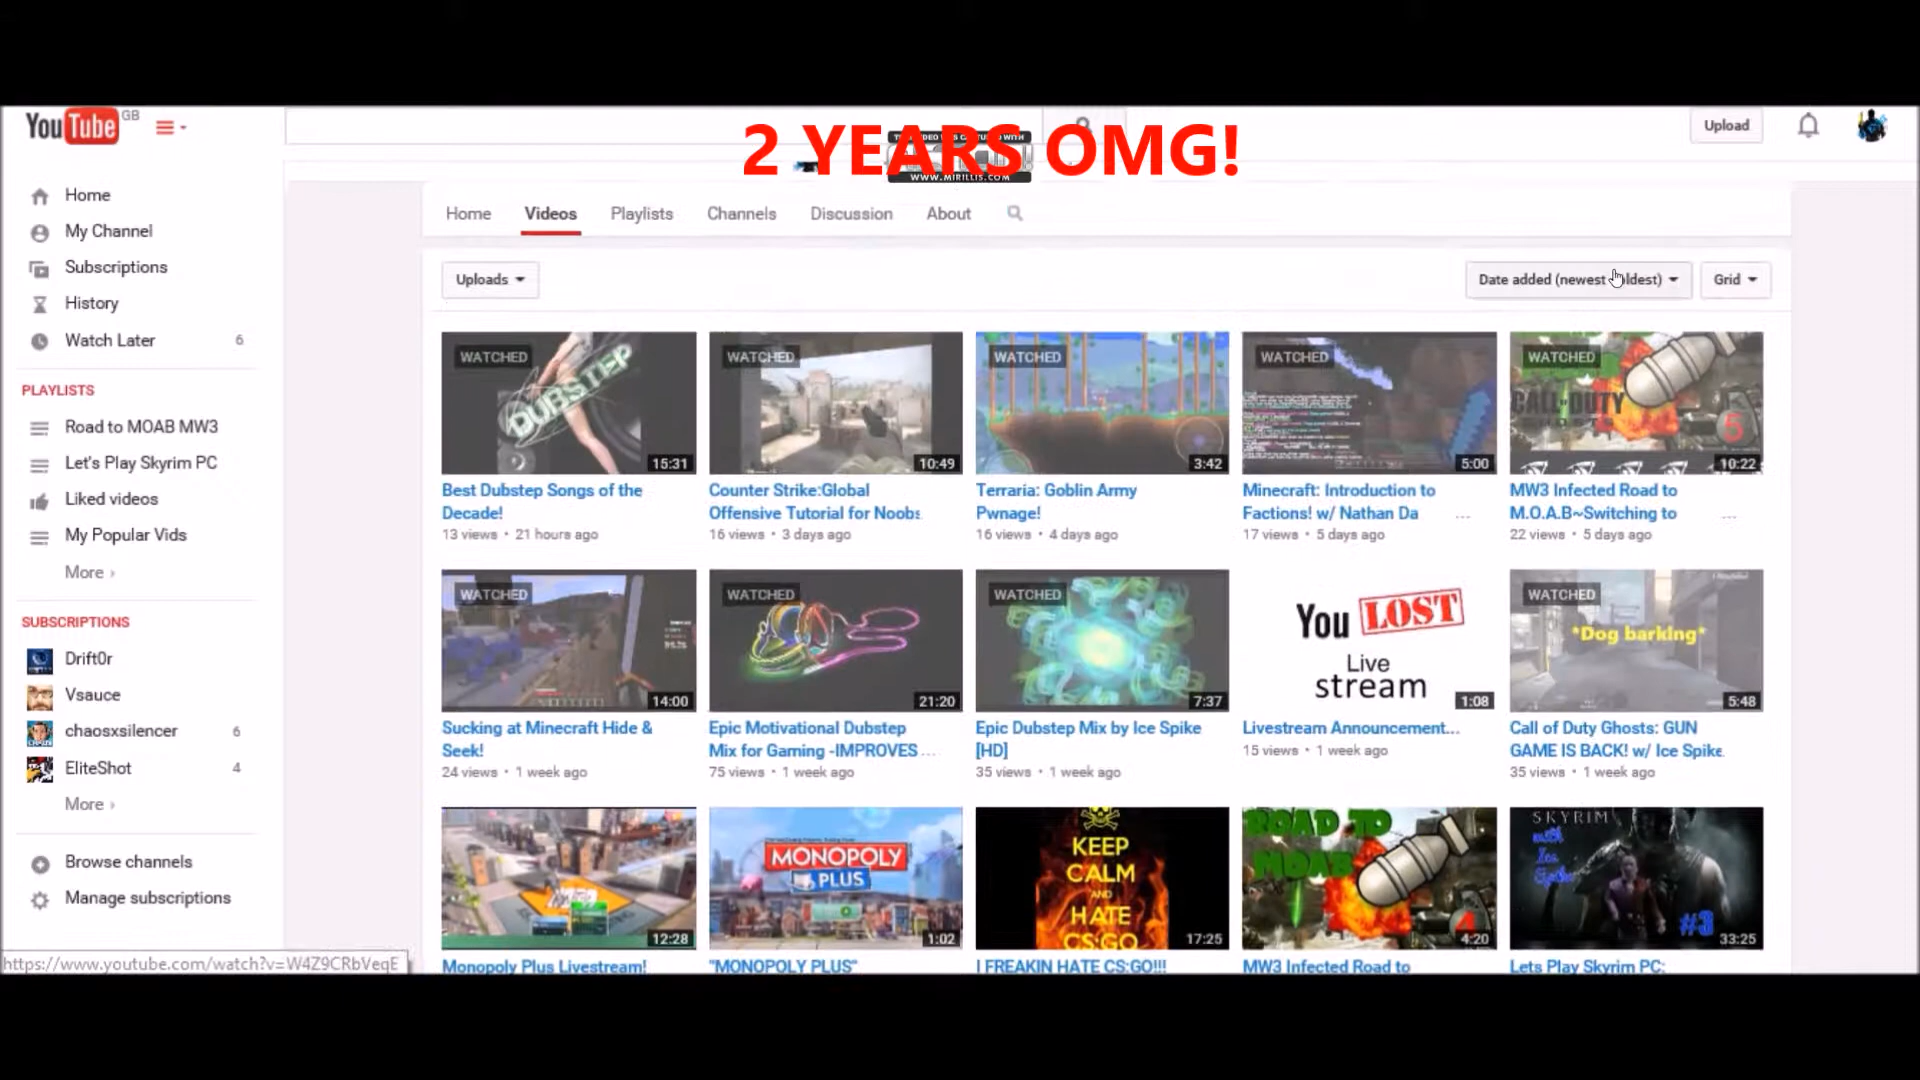 YouTube GB
2 YEARS OMG!
WWW.MIRILLIS.COM
Upload
Home
My Channel
Subscriptions
History
Watch Later 6
PLAYLISTS
Road to MOAB MW3
Let's Play Skyrim PC
Liked videos
My Popular Vids
More ›
SUBSCRIPTIONS
Drift0r
Vsauce
chaosxsilencer 6
EliteShot 4
More ›
Browse channels
Manage subscriptions
https://www.youtube.com/watch?v=W4Z9CRbVeqE
Home Videos Playlists Channels Discussion About
Uploads
Date added (newest oldest)
Grid
WATCHED
DUBSTEP
15:31
Best Dubstep Songs of the
Decade!
13 views • 21 hours ago
WATCHED
10:49
Counter Strike:Global
Offensive Tutorial for Noobs
16 views • 3 days ago
WATCHED
3:42
Terraria: Goblin Army
Pwnage!
16 views • 4 days ago
WATCHED
5:00
Minecraft: Introduction to
Factions! w/ Nathan Da ...
17 views • 5 days ago
WATCHED
CALL OF DUTY
5
10:22
MW3 Infected Road to
M.O.A.B~Switching to ...
22 views • 5 days ago
WATCHED
14:00
Sucking at Minecraft Hide &
Seek!
24 views • 1 week ago
WATCHED
21:20
Epic Motivational Dubstep
Mix for Gaming -IMPROVES ...
75 views • 1 week ago
WATCHED
7:37
Epic Dubstep Mix by Ice Spike
[HD]
35 views • 1 week ago
You LOST
Live
stream
1:08
Livestream Announcement...
15 views • 1 week ago
WATCHED
*Dog barking*
5:48
Call of Duty Ghosts: GUN
GAME IS BACK! w/ Ice Spike
35 views • 1 week ago
12:28
Monopoly Plus Livestream!
MONOPOLY
PLUS
1:02
"MONOPOLY PLUS"
KEEP
CALM
AND
HATE
CS:GO
17:25
I FREAKIN HATE CS:GO!!!
ROAD TO
MOAB
4
4:20
MW3 Infected Road to
SKYRIM
with
Ice
Spike
#3
33:25
Lets Play Skyrim PC: